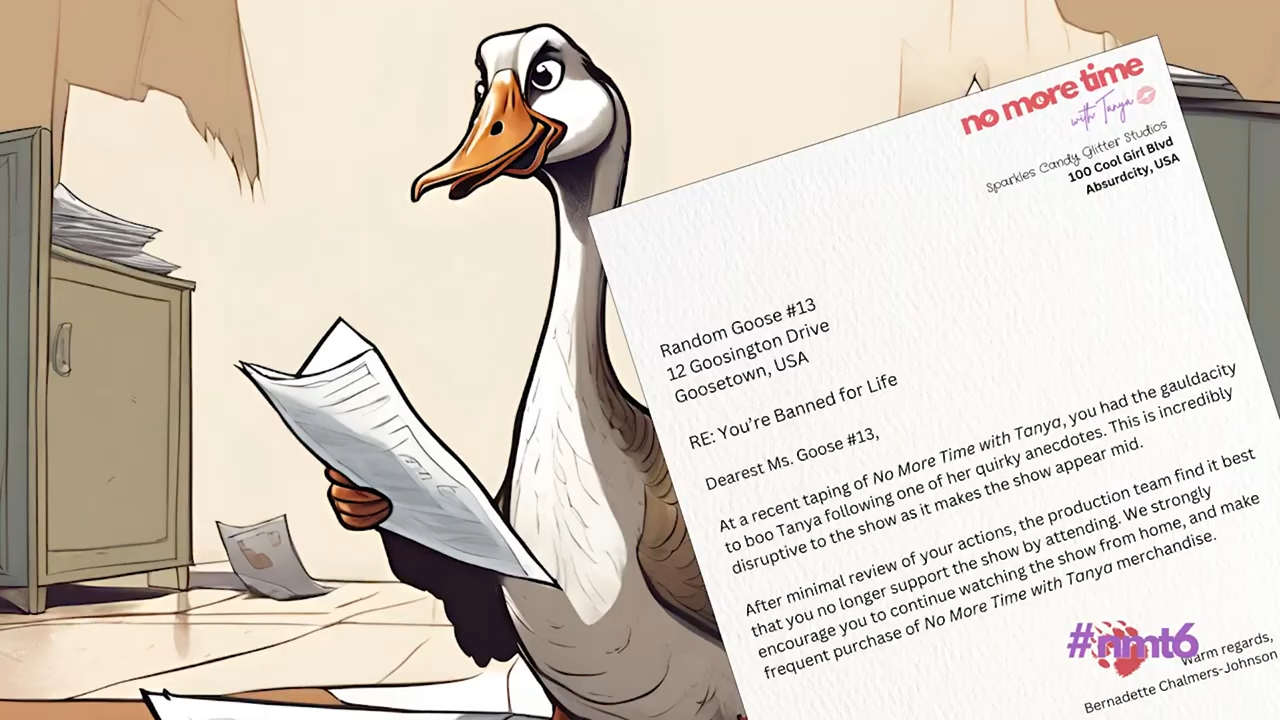 no more time
with Tanya
Sparkles Candy Glitter Studios
100 Cool Girl Blvd
Absurdcity, USA
Random Goose #13
12 Goosington Drive
Goosetown, USA
RE: You're Banned for Life
Dearest Ms. Goose #13,
At a recent taping of No More Time with Tanya, you had the gauldacity
to boo Tanya following one of her quirky anecdotes. This is incredibly
disruptive to the show as it makes the show appear mid.
After minimal review of your actions, the production team find it best
that you no longer support the show by attending. We strongly
encourage you to continue watching the show from home, and make
frequent purchase of No More Time with Tanya merchandise.
#nmt6
Warm regards,
Bernadette Chalmers-Johnson